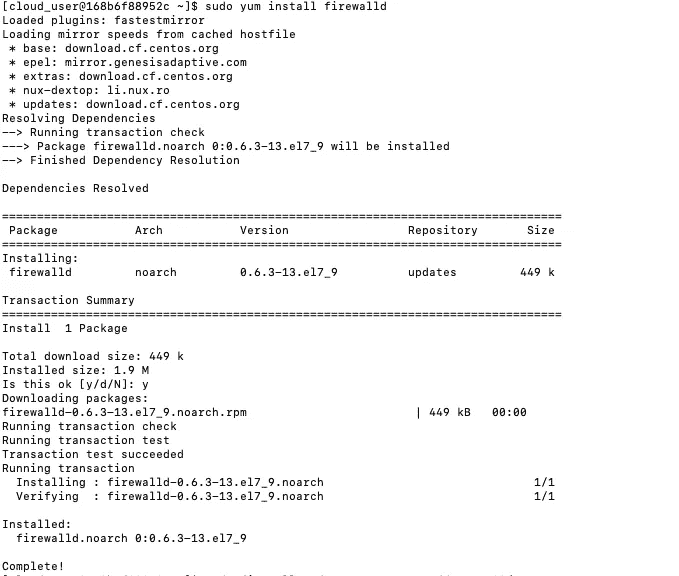 [cloud_user@168b6f88952c ~]$ sudo yum install firewalld
Loaded plugins: fastestmirror
Loading mirror speeds from cached hostfile
 * base: download.cf.centos.org
 * epel: mirror.genesisadaptive.com
 * extras: download.cf.centos.org
 * nux-dextop: li.nux.ro
 * updates: download.cf.centos.org
Resolving Dependencies
--> Running transaction check
---> Package firewalld.noarch 0:0.6.3-13.el7_9 will be installed
--> Finished Dependency Resolution

Dependencies Resolved

================================================================================
 Package           Arch           Version                 Repository       Size
================================================================================
Installing:
 firewalld         noarch         0.6.3-13.el7_9          updates         449 k

Transaction Summary
================================================================================
Install  1 Package

Total download size: 449 k
Installed size: 1.9 M
Is this ok [y/d/N]: y
Downloading packages:
firewalld-0.6.3-13.el7_9.noarch.rpm                        | 449 kB   00:00
Running transaction check
Running transaction test
Transaction test succeeded
Running transaction
  Installing : firewalld-0.6.3-13.el7_9.noarch                              1/1
  Verifying  : firewalld-0.6.3-13.el7_9.noarch                              1/1

Installed:
  firewalld.noarch 0:0.6.3-13.el7_9

Complete!